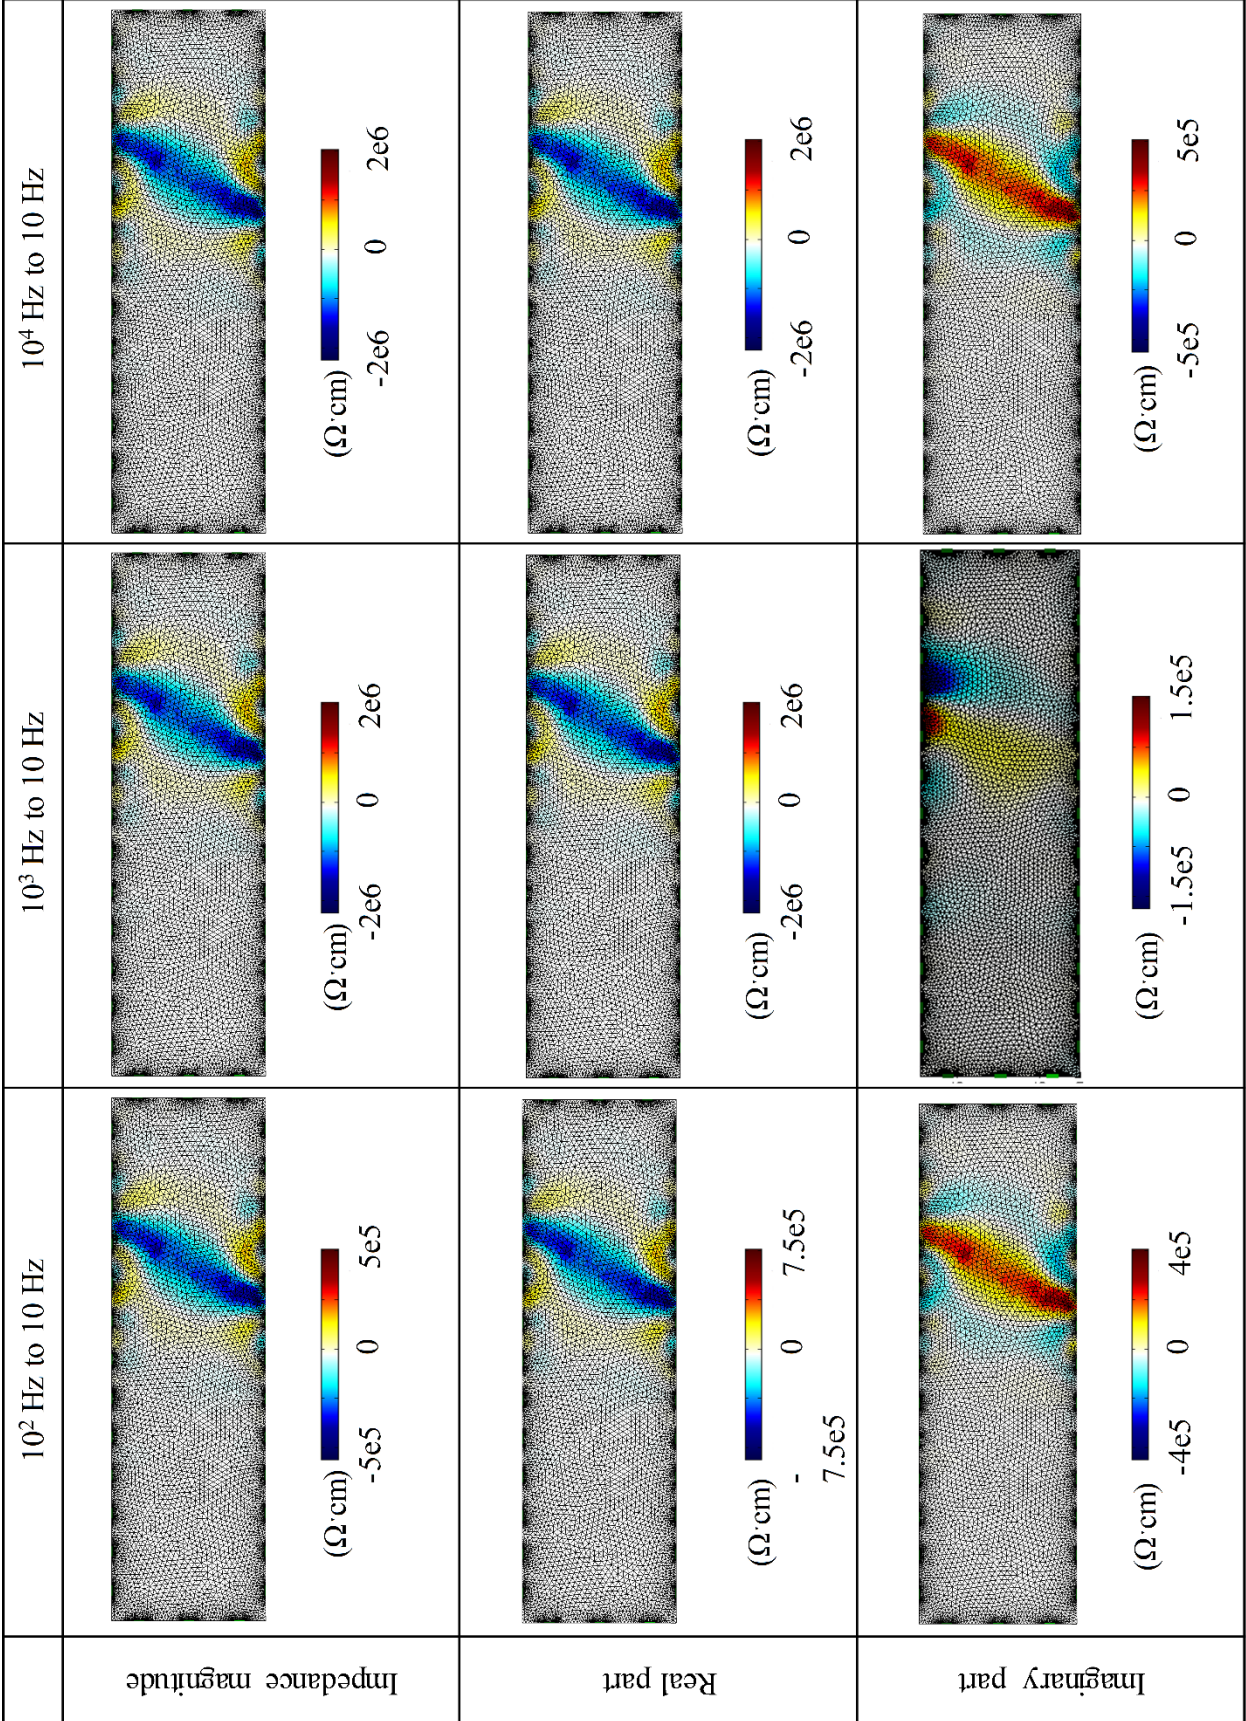 10² Hz to 10 Hz
10³ Hz to 10 Hz
10⁴ Hz to 10 Hz
Impedance magnitude
(Ω·cm)
-5e5 0 5e5
(Ω·cm)
-2e6 0 2e6
(Ω·cm)
-2e6 0 2e6
Real part
(Ω·cm)
-
7.5e5 0 7.5e5
(Ω·cm)
-2e6 0 2e6
(Ω·cm)
-2e6 0 2e6
Imaginary part
(Ω·cm)
-4e5 0 4e5
(Ω·cm)
-1.5e5 0 1.5e5
(Ω·cm)
-5e5 0 5e5